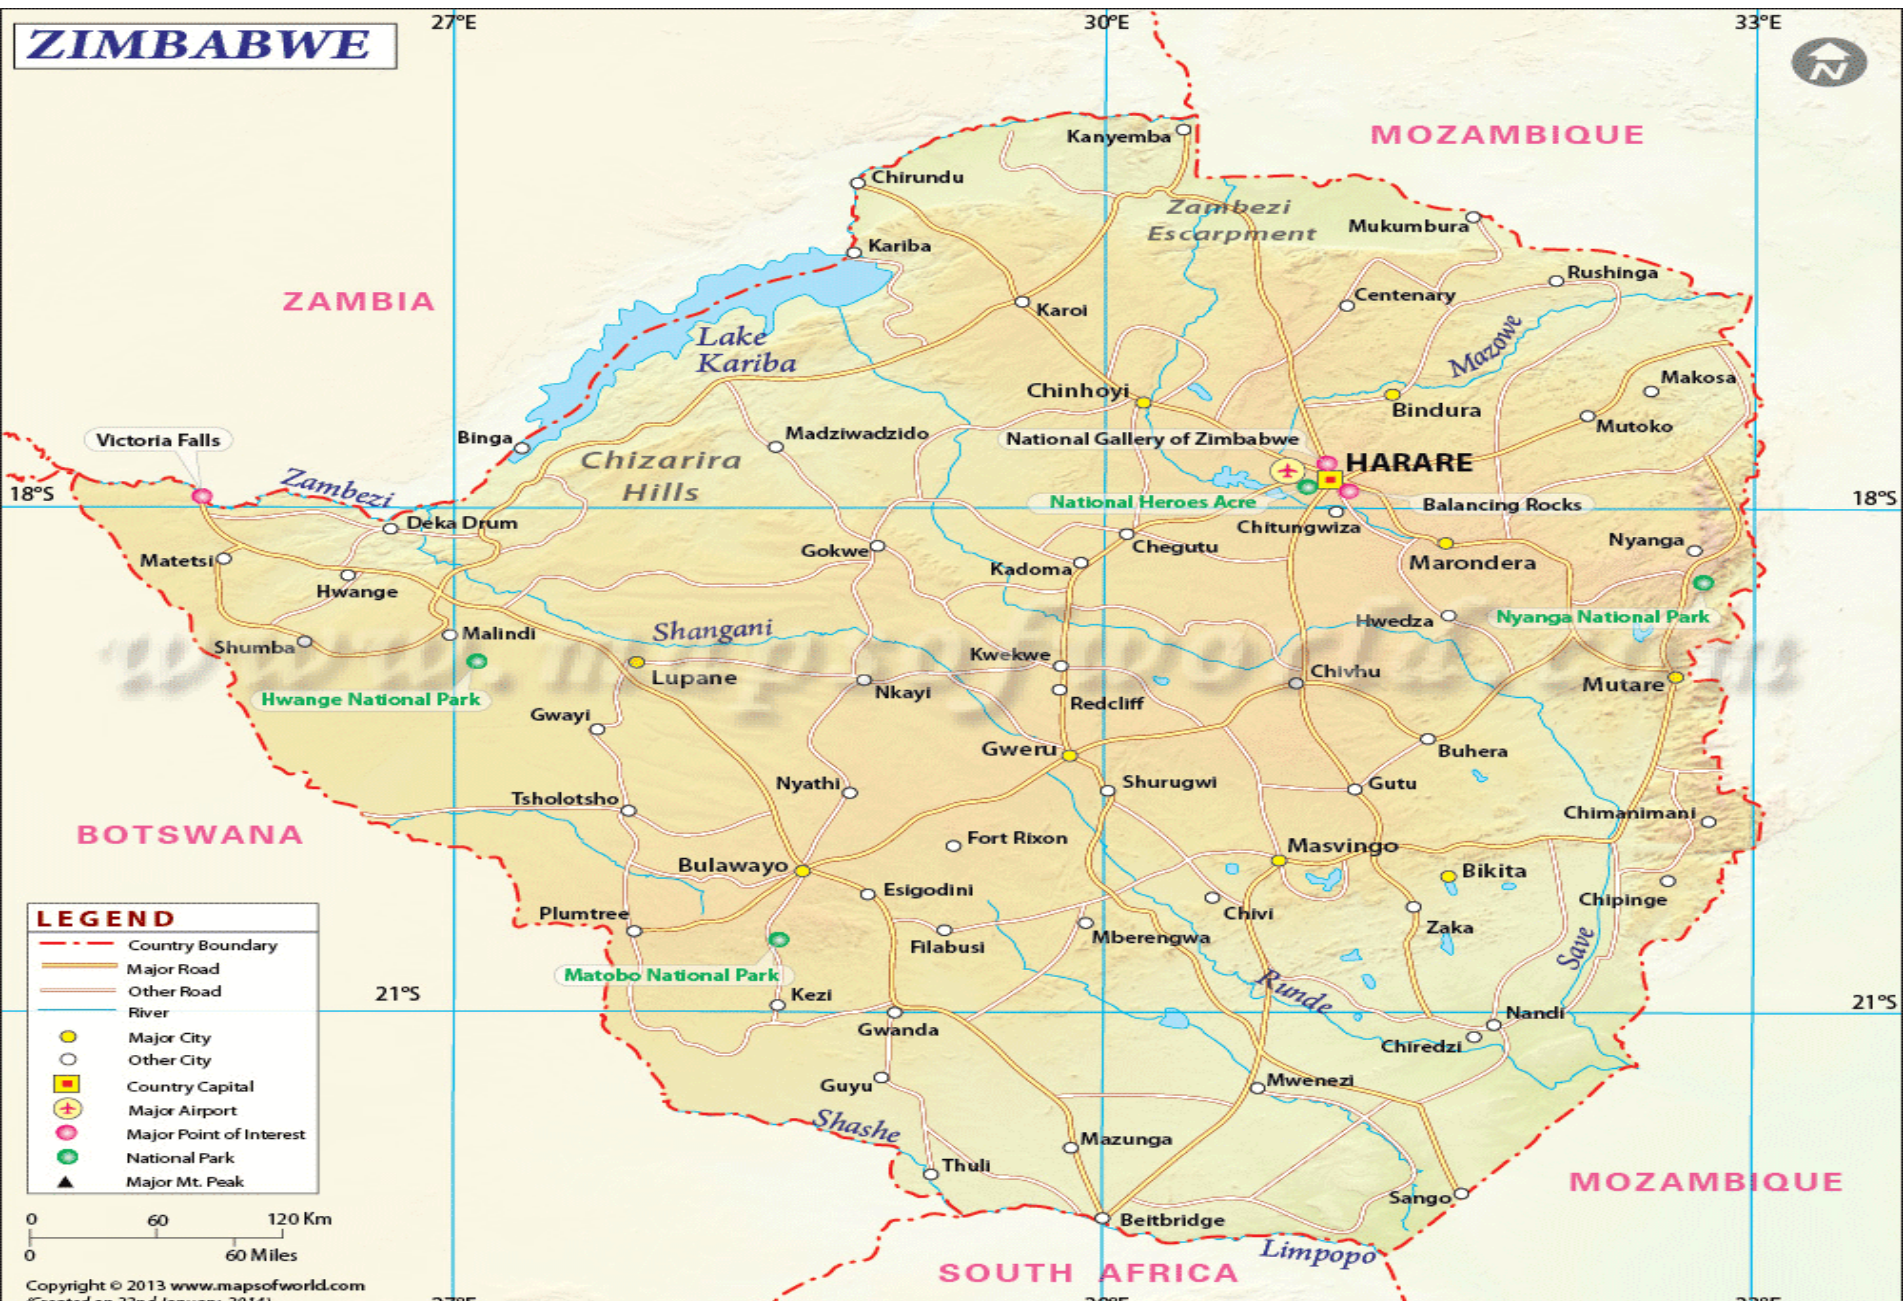 27°E
30°E
33°E
ZIMBABWE
N
MOZAMBIQUE
Kanyemba
Chirundu
Zambezi
Escarpment
Mukumbura
Kariba
Rushinga
ZAMBIA
Centenary
Karoi
Lake
Kariba
Mazowe
Makosa
Chinhoyi
Bindura
Mutoko
Victoria Falls
Binga
Madziwadzido
National Gallery of Zimbabwe
HARARE
Chizarira
Hills
Zambezi
18°S
18°S
National Heroes Acre
Balancing Rocks
Deka Drum
Chitungwiza
Matetsi
Gokwe
Chegutu
Nyanga
Kadoma
Marondera
Hwange
Nyanga National Park
Hwedza
Shangani
Malindi
Shumba
www.mapsofworld.com
Kwekwe
Lupane
Chivhu
Mutare
Hwange National Park
Nkayi
Redcliff
Gwayi
Gweru
Buhera
Nyathi
Shurugwi
Gutu
Tsholotsho
Chimanimani
BOTSWANA
Fort Rixon
Masvingo
Bulawayo
Bikita
Esigodini
Chipinge
Plumtree
Chivi
Zaka
Filabusi
Mberengwa
Save
Matobo National Park
Runde
21°S
Kezi
21°S
Nandi
Gwanda
Chiredzi
Guyu
Mwenezi
Shashe
Mazunga
Thuli
MOZAMBIQUE
Sango
Beitbridge
Limpopo
SOUTH AFRICA
LEGEND
Country Boundary
Major Road
Other Road
River
Major City
Other City
Country Capital
Major Airport
Major Point of Interest
National Park
Major Mt. Peak
0 60 120 Km
0 60 Miles
Copyright © 2013 www.mapsofworld.com